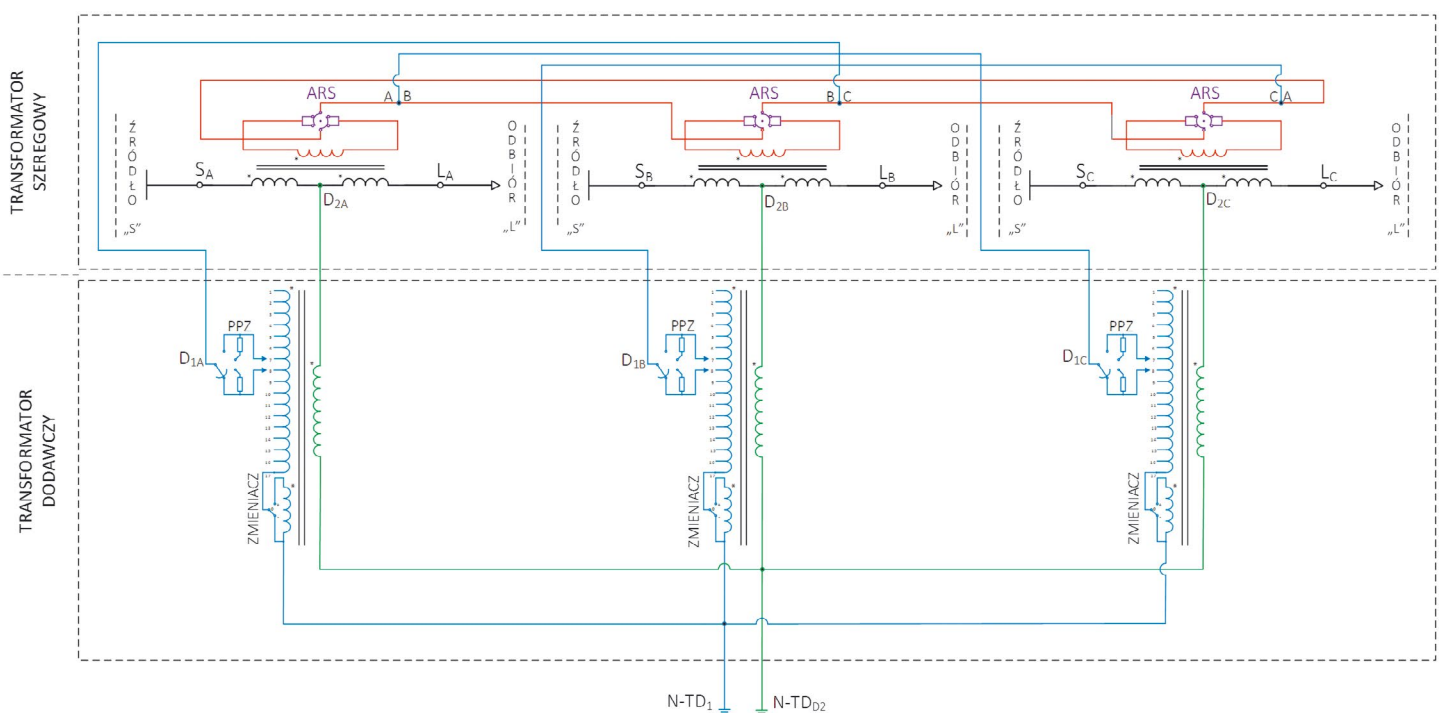 TRANSFORMATOR
SZEREGOWY
ARS
A B
ARS
B C
ARS
C A
ŹRÓDŁO
„S”
S_A
D_2A
L_A
ODBIÓR
„L”
ŹRÓDŁO
„S”
S_B
D_2B
L_B
ODBIÓR
„L”
ŹRÓDŁO
„S”
S_C
D_2C
L_C
ODBIÓR
„L”
TRANSFORMATOR
DODAWCZY
D_1A
PPZ
ZMIENIACZ
D_1B
PPZ
ZMIENIACZ
D_1C
PPZ
ZMIENIACZ
N-TD_1
N-TD_D2